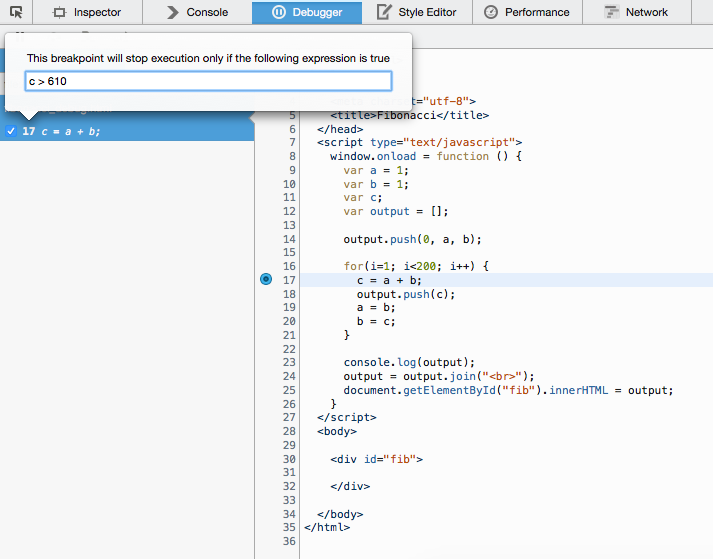 Inspector Console Debugger Style Editor Performance Network
This breakpoint will stop execution only if the following expression is true
c > 610
17 c = a + b;
="utf-8">
5 <title>Fibonacci</title>
6 </head>
7 <script type="text/javascript">
8 window.onload = function () {
9 var a = 1;
10 var b = 1;
11 var c;
12 var output = [];
13
14 output.push(0, a, b);
15
16 for(i=1; i<200; i++) {
17 c = a + b;
18 output.push(c);
19 a = b;
20 b = c;
21 }
22
23 console.log(output);
24 output = output.join("<br>");
25 document.getElementById("fib").innerHTML = output;
26 }
27 </script>
28 <body>
29
30 <div id="fib">
31
32 </div>
33
34 </body>
35 </html>
36